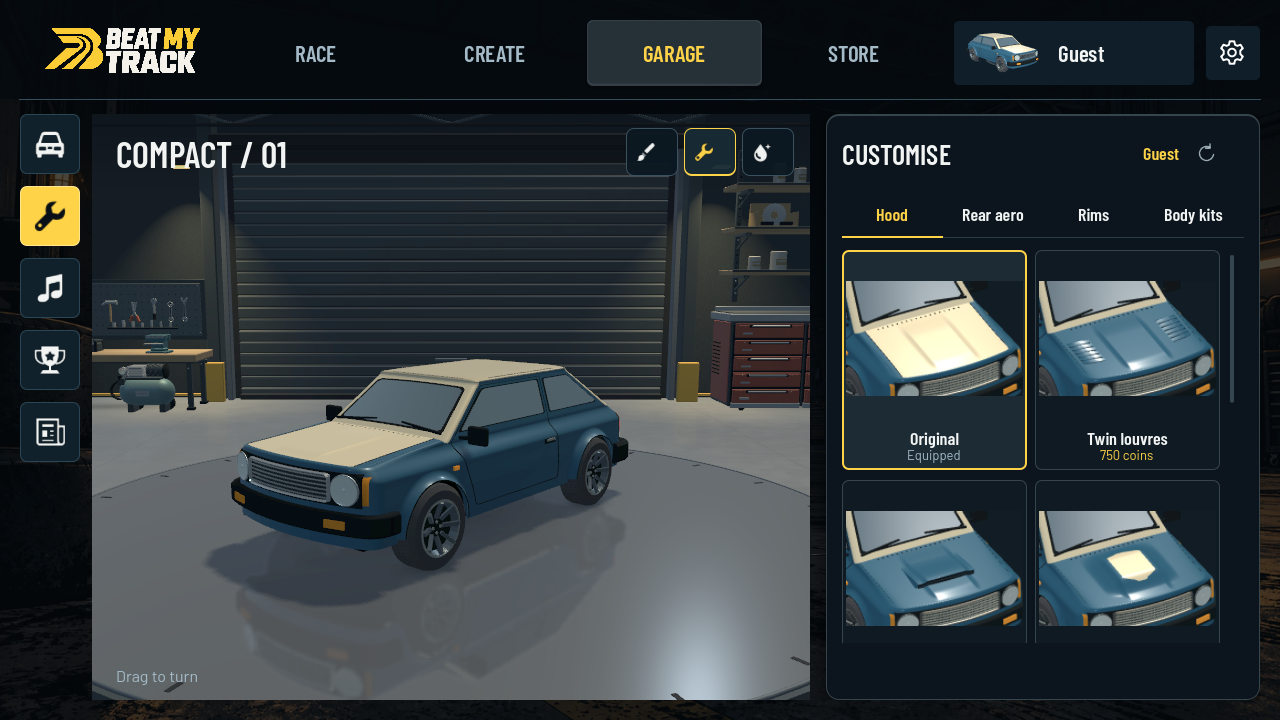 BEAT MY
TRACK
RACE
CREATE
GARAGE
STORE
Guest
COMPACT / 01
CUSTOMISE
Guest
Hood
Rear aero
Rims
Body kits
Original
Equipped
Twin louvres
750 coins
Drag to turn